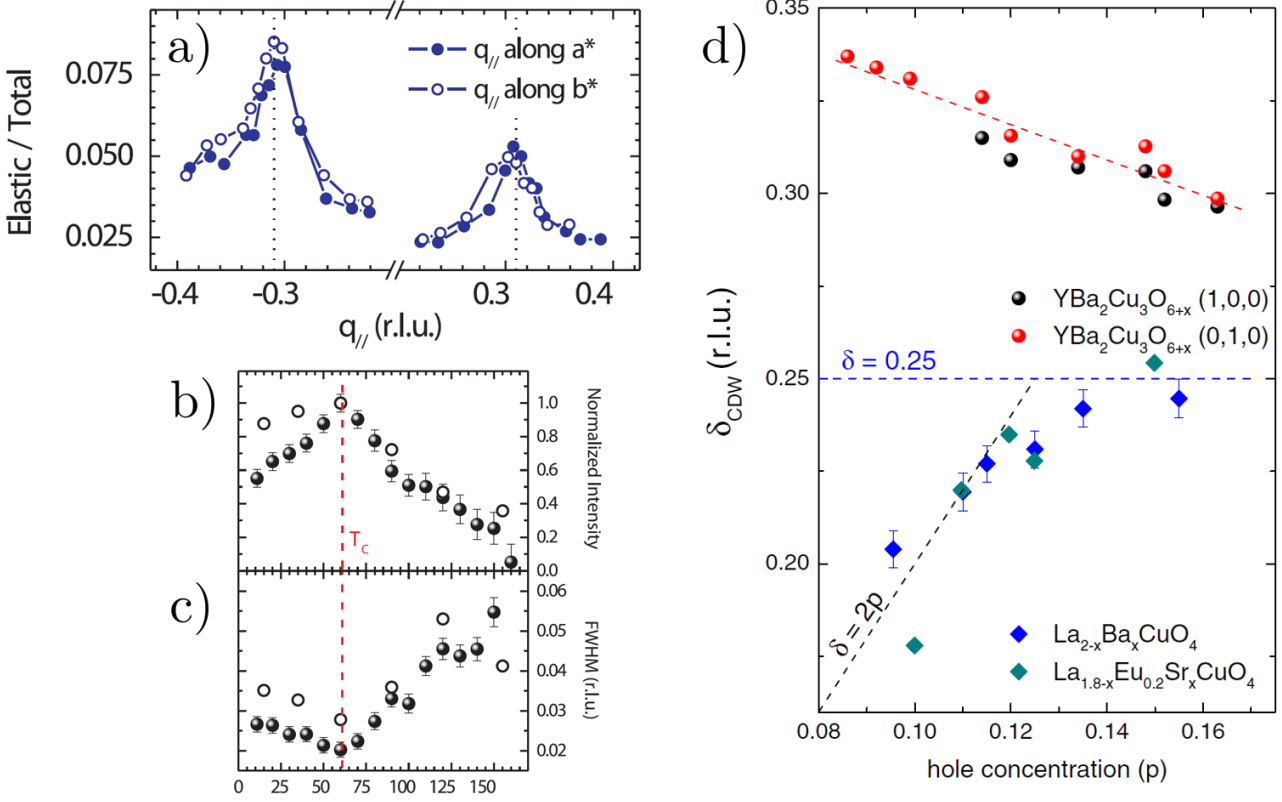 a)
q// along a*
q// along b*
0.075
0.050
0.025
Elastic / Total
-0.4
-0.3
0.3
0.4
q// (r.l.u.)
b)
1.0
0.8
0.6
0.4
0.2
0.0
Normalized Intensity
TC
c)
0.06
0.05
0.04
0.03
0.02
FWHM (r.l.u.)
0
25
50
75
100
125
150
d)
0.35
0.30
0.25
0.20
δCDW (r.l.u.)
YBa2Cu3O6+x (1,0,0)
YBa2Cu3O6+x (0,1,0)
δ = 0.25
δ = 2p
La2-xBaxCuO4
La1.8-xEu0.2SrxCuO4
0.08
0.10
0.12
0.14
0.16
hole concentration (p)